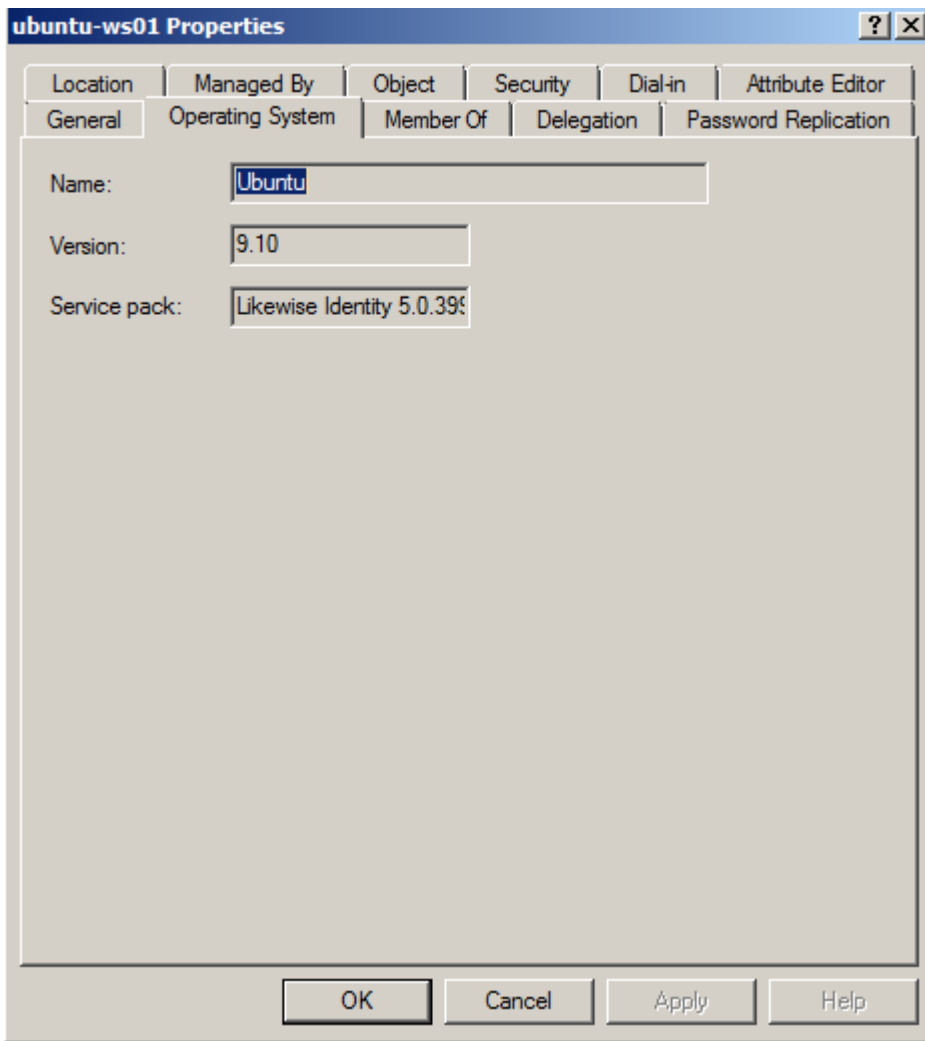 ubuntu-ws01 Properties
Location Managed By Object Security Dial-in Attribute Editor
General Operating System Member Of Delegation Password Replication
Name: Ubuntu
Version: 9.10
Service pack: Likewise Identity 5.0.399
OK Cancel Apply Help